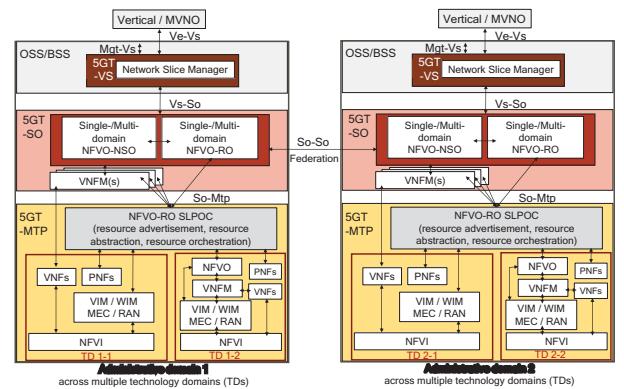 Vertical / MVNO
Ve-Vs
OSS/BSS
Mgt-Vs
5GT
-VS
Network Slice Manager
Vs-So
5GT
-SO
Single-/Multi-
domain
NFVO-NSO
Single-/Multi-
domain
NFVO-RO
VNFM(s)
So-Mtp
5GT
-MTP
NFVO-RO SLPOC
(resource advertisement, resource
abstraction, resource orchestration)
VNFs
PNFs
VIM / WIM
MEC / RAN
NFVI
TD 1-1
NFVO
PNFs
VNFM
VNFs
VIM / WIM
MEC / RAN
NFVI
TD 1-2
Administrative domain 1
across multiple technology domains (TDs)
So-So
Federation
Vertical / MVNO
Ve-Vs
OSS/BSS
Mgt-Vs
5GT
-VS
Network Slice Manager
Vs-So
5GT
-SO
Single-/Multi-
domain
NFVO-NSO
Single-/Multi-
domain
NFVO-RO
VNFM(s)
So-Mtp
5GT
-MTP
NFVO-RO SLPOC
(resource advertisement, resource
abstraction, resource orchestration)
VNFs
PNFs
VIM / WIM
MEC / RAN
NFVI
TD 2-1
NFVO
PNFs
VNFM
VNFs
VIM / WIM
MEC / RAN
NFVI
TD 2-2
Administrative domain 2
across multiple technology domains (TDs)